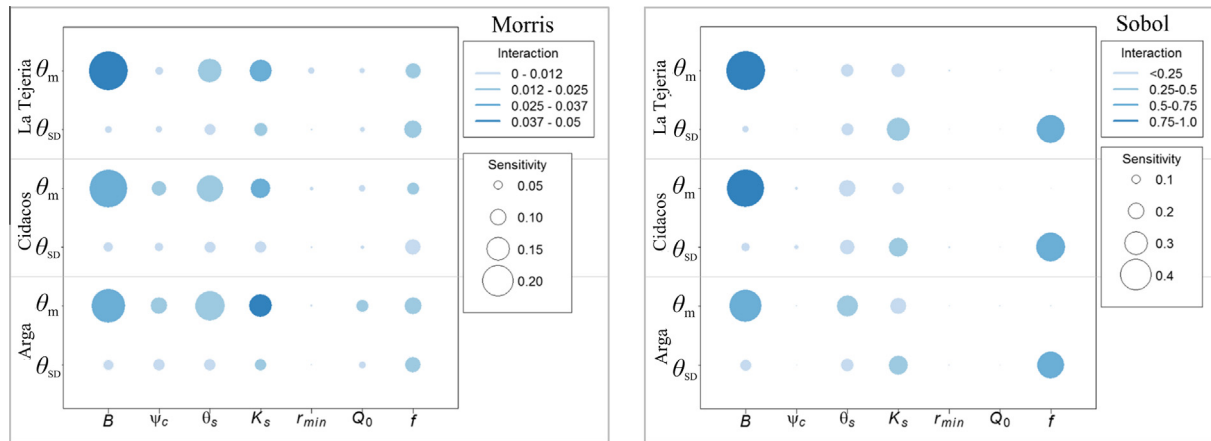 Morris
Interaction
0 - 0.012
0.012 - 0.025
0.025 - 0.037
0.037 - 0.05
Sensitivity
0.05
0.10
0.15
0.20
La Tejeria
θm
θSD
Cidacos
θm
θSD
Arga
θm
θSD
B ψc θs Ks rmin Q0 f
Sobol
Interaction
<0.25
0.25-0.5
0.5-0.75
0.75-1.0
Sensitivity
0.1
0.2
0.3
0.4
La Tejeria
θm
θSD
Cidacos
θm
θSD
Arga
θm
θSD
B ψc θs Ks rmin Q0 f